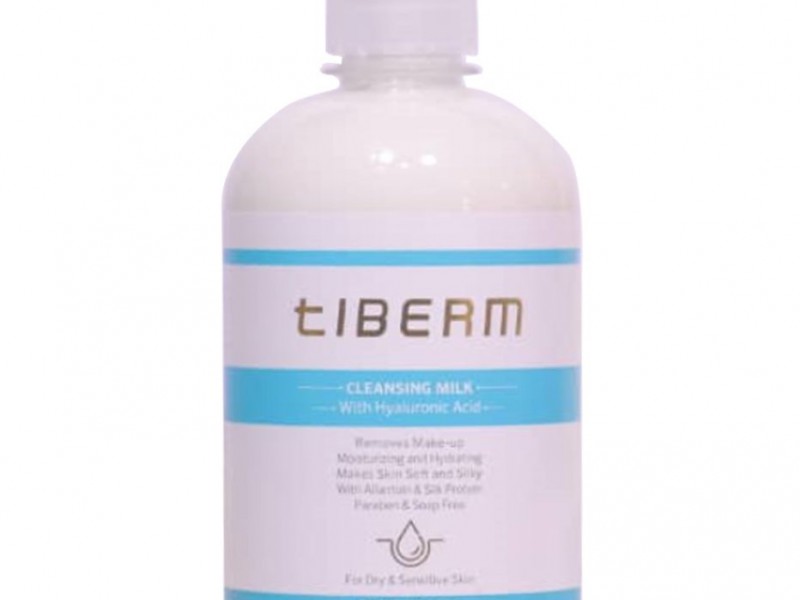 tIBERM
CLEANSING MILK
With Hyaluronic Acid
Removes Make-up
Moisturizing and Hydrating
Makes Skin Soft and Silky
With Allantoin & Silk Protein
Paraben & Soap Free
For Dry & Sensitive Skin